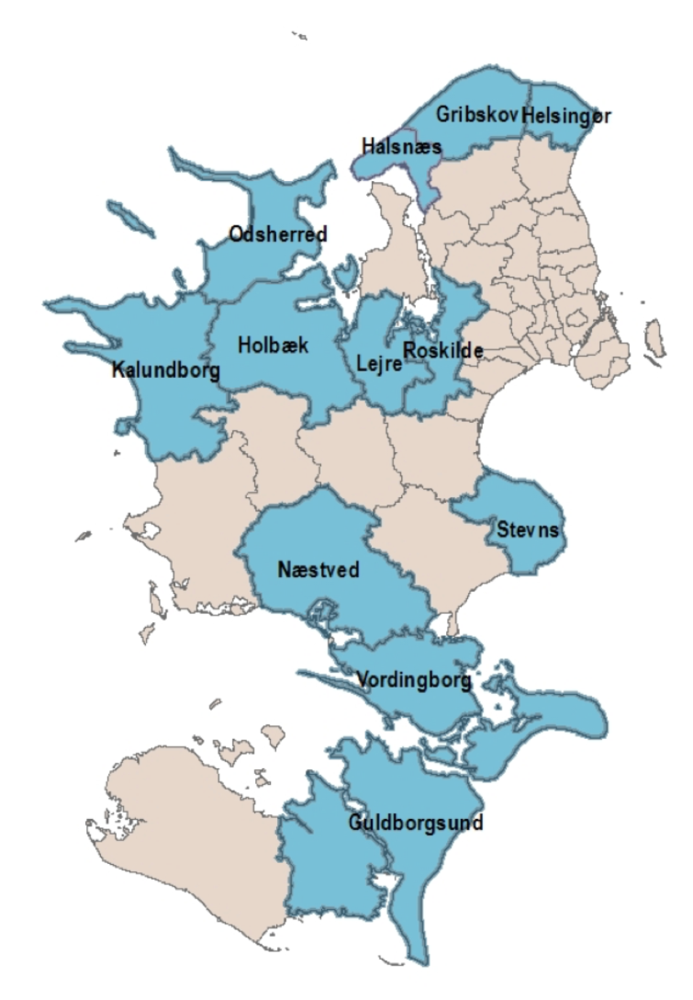 Gribskov
Helsingør
Halsnæs
Odsherred
Holbæk
Roskilde
Lejre
Kalundborg
Stevns
Næstved
Vordingborg
Guldborgsund